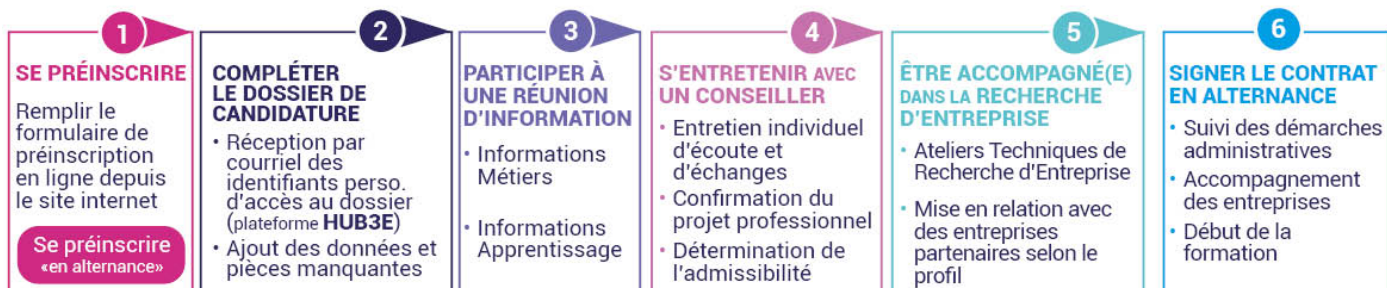 1
SE PRÉINSCRIRE
Remplir le
formulaire de
préinscription
en ligne depuis
le site internet
Se préinscrire
«en alternance»
2
COMPLÉTER
LE DOSSIER DE
CANDIDATURE
• Réception par
courriel des
identifiants perso.
d'accès au dossier
(plateforme HUB3E)
• Ajout des données et
pièces manquantes
3
PARTICIPER À
UNE RÉUNION
D'INFORMATION
• Informations
Métiers
• Informations
Apprentissage
4
S'ENTRETENIR AVEC
UN CONSEILLER
• Entretien individuel
d'écoute et
d'échanges
• Confirmation du
projet professionnel
• Détermination de
l'admissibilité
5
ÊTRE ACCOMPAGNÉ(E)
DANS LA RECHERCHE
D'ENTREPRISE
• Ateliers Techniques de
Recherche d'Entreprise
• Mise en relation avec
des entreprises
partenaires selon le
profil
6
SIGNER LE CONTRAT
EN ALTERNANCE
• Suivi des démarches
administratives
• Accompagnement
des entreprises
• Début de la
formation